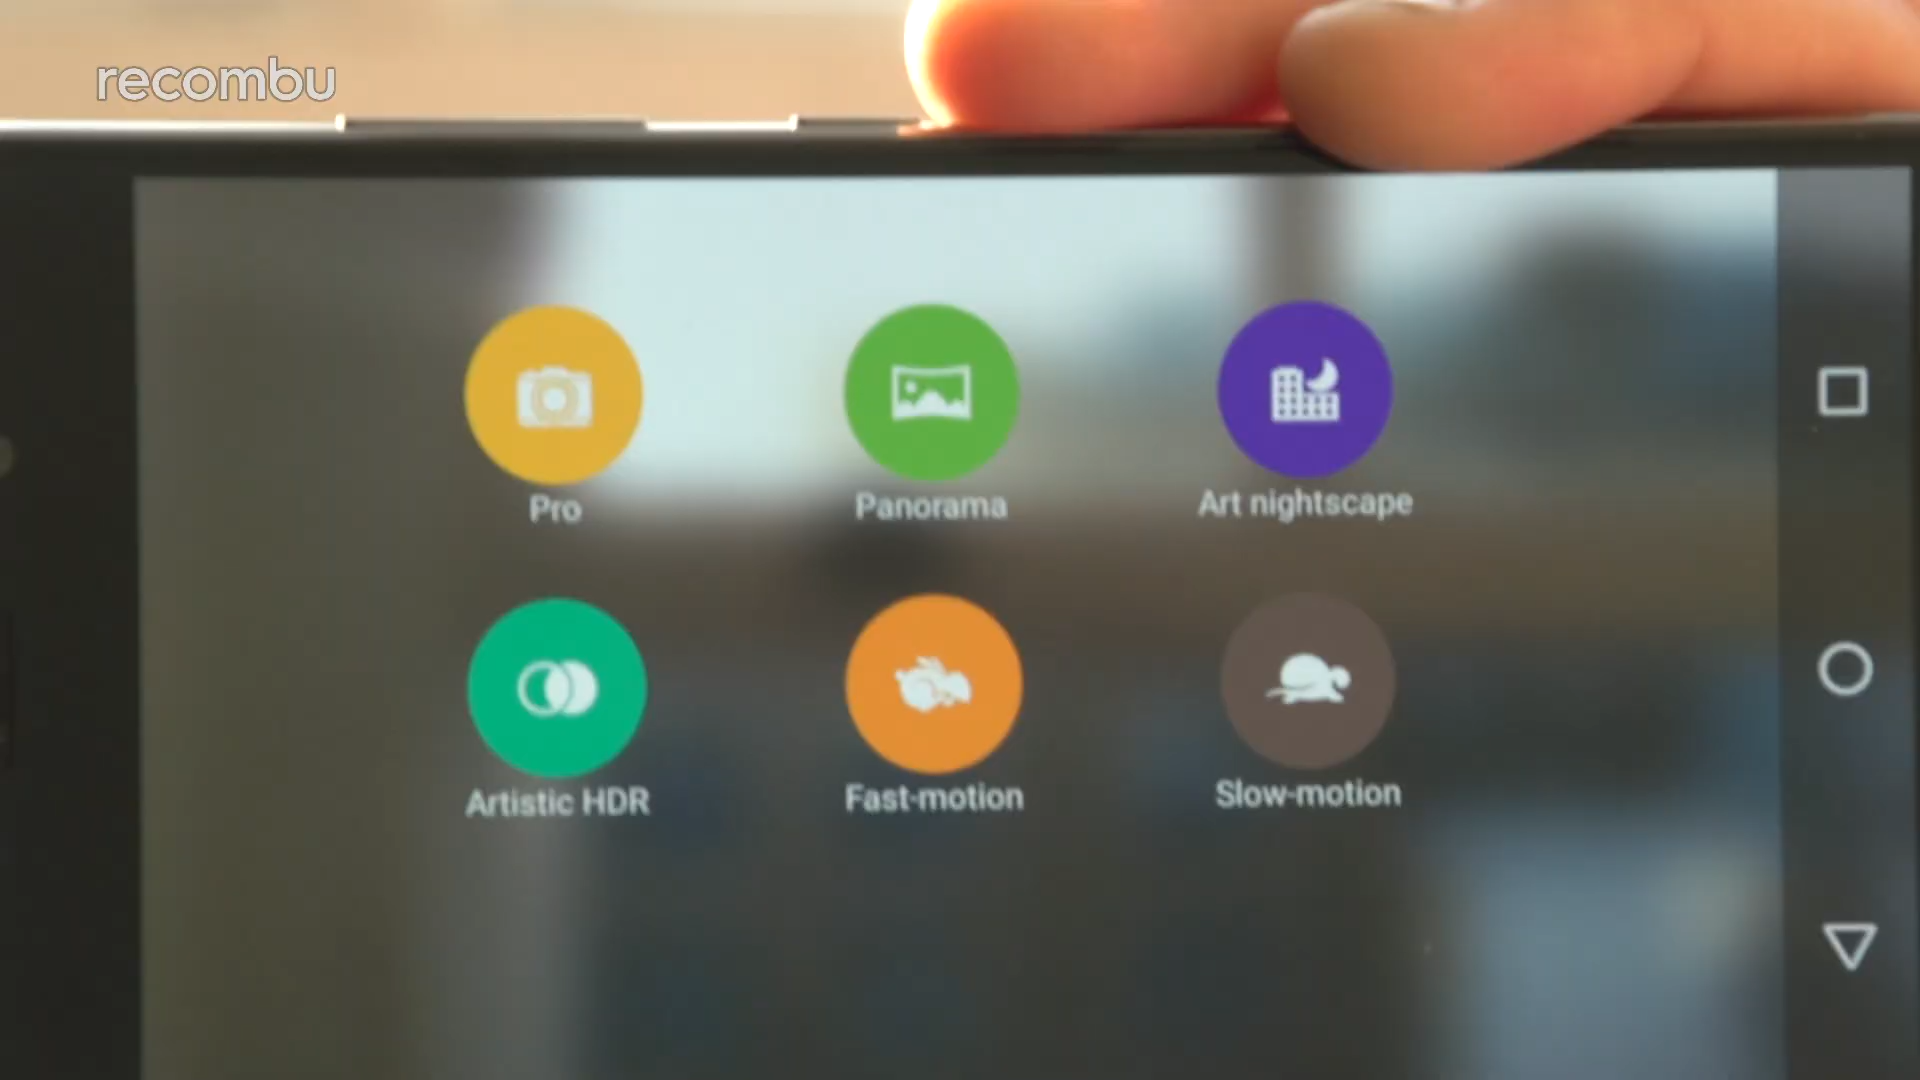 recombu
Pro
Panorama
Art nightscape
Artistic HDR
Fast-motion
Slow-motion